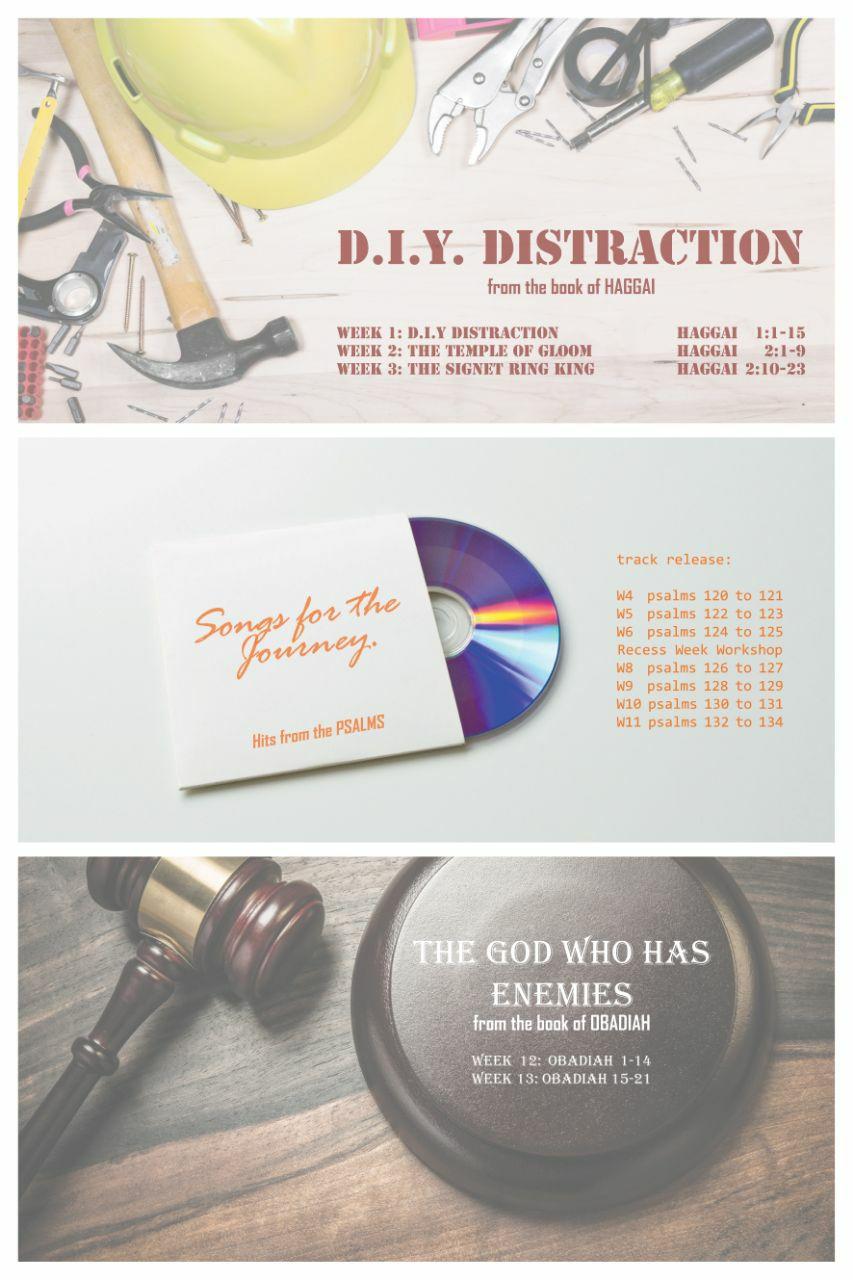 D.I.Y. DISTRACTION
from the book of HAGGAI
WEEK 1: D.I.Y DISTRACTION HAGGAI 1:1-15
WEEK 2: THE TEMPLE OF GLOOM HAGGAI 2:1-9
WEEK 3: THE SIGNET RING KING HAGGAI 2:10-23
Songs for the
Journey.
Hits from the PSALMS
track release:
W4 psalms 120 to 121
W5 psalms 122 to 123
W6 psalms 124 to 125
Recess Week Workshop
W8 psalms 126 to 127
W9 psalms 128 to 129
W10 psalms 130 to 131
W11 psalms 132 to 134
THE GOD WHO HAS
ENEMIES
from the book of OBADIAH
WEEK 12: OBADIAH 1-14
WEEK 13: OBADIAH 15-21